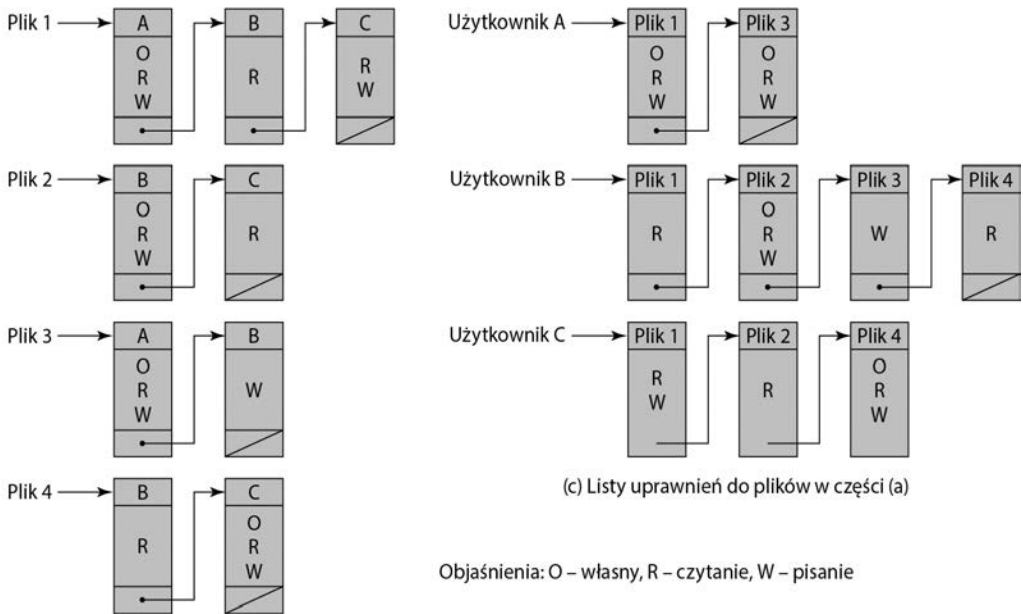 Plik 1
A
O
R
W
B
R
C
R
W
Plik 2
B
O
R
W
C
R
Plik 3
A
O
R
W
B
W
Plik 4
B
R
C
O
R
W
Użytkownik A
Plik 1
O
R
W
Plik 3
O
R
W
Użytkownik B
Plik 1
R
Plik 2
O
R
W
Plik 3
W
Plik 4
R
Użytkownik C
Plik 1
R
W
Plik 2
R
Plik 4
O
R
W
(c) Listy uprawnień do plików w części (a)
Objaśnienia: O – własny, R – czytanie, W – pisanie